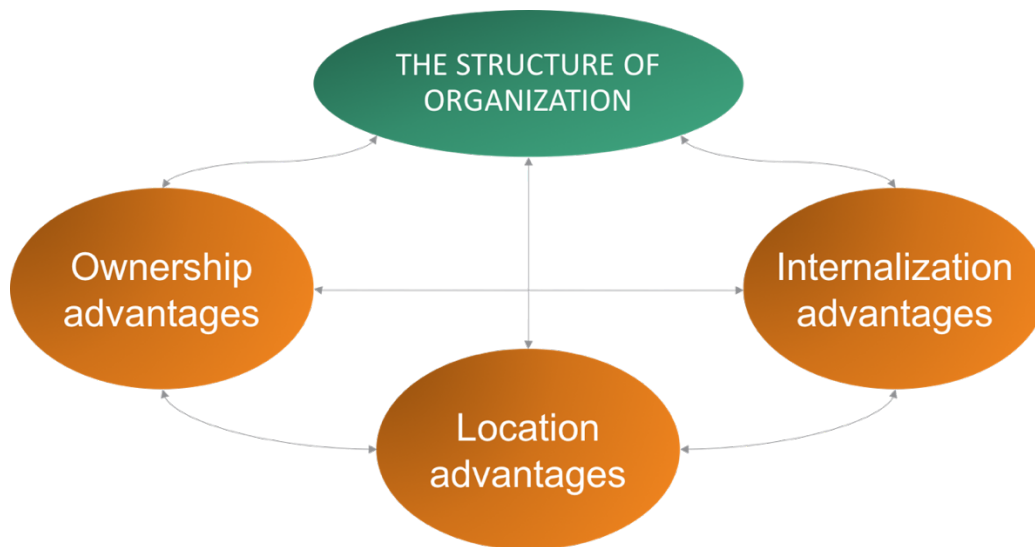 THE STRUCTURE OF
ORGANIZATION
Ownership
advantages
Internalization
advantages
Location
advantages